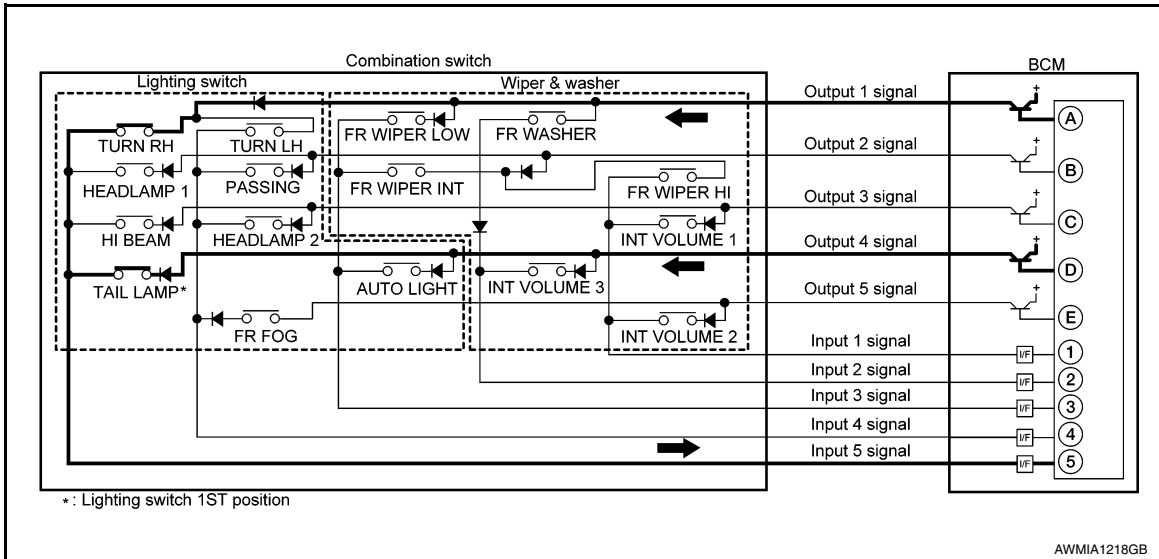 Combination switch
BCM
Lighting switch
Wiper & washer
Output 1 signal
+
A
TURN RH
TURN LH
FR WIPER LOW
FR WASHER
Output 2 signal
+
B
HEADLAMP 1
PASSING
FR WIPER INT
FR WIPER HI
Output 3 signal
+
C
HI BEAM
HEADLAMP 2
INT VOLUME 1
Output 4 signal
+
D
TAIL LAMP*
AUTO LIGHT
INT VOLUME 3
Output 5 signal
+
E
FR FOG
INT VOLUME 2
Input 1 signal
I/F
1
Input 2 signal
I/F
2
Input 3 signal
I/F
3
Input 4 signal
I/F
4
Input 5 signal
I/F
5
* : Lighting switch 1ST position
AWMIA1218GB